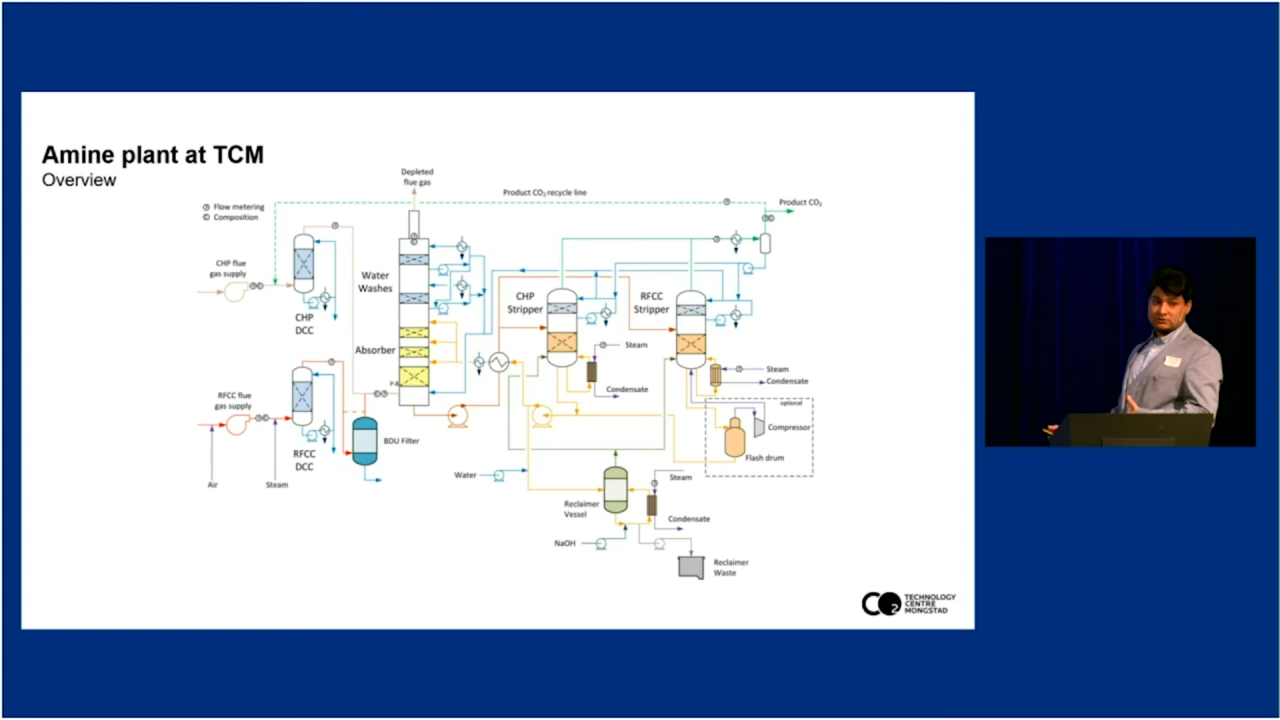 Amine plant at TCM
Overview
Depleted
flue gas
Product CO2 recycle line
Product CO2
Flow metering
Composition
CHP flue
gas supply
CHP
DCC
Water
Washes
Absorber
CHP
Stripper
RFCC
Stripper
Steam
Condensate
Steam
Condensate
optional
Compressor
Flash drum
RFCC flue
gas supply
RFCC
DCC
BDU Filter
Air
Steam
Water
Steam
Reclaimer
Vessel
Condensate
NaOH
Reclaimer
Waste
CO2 TECHNOLOGY
CENTRE
MONGSTAD